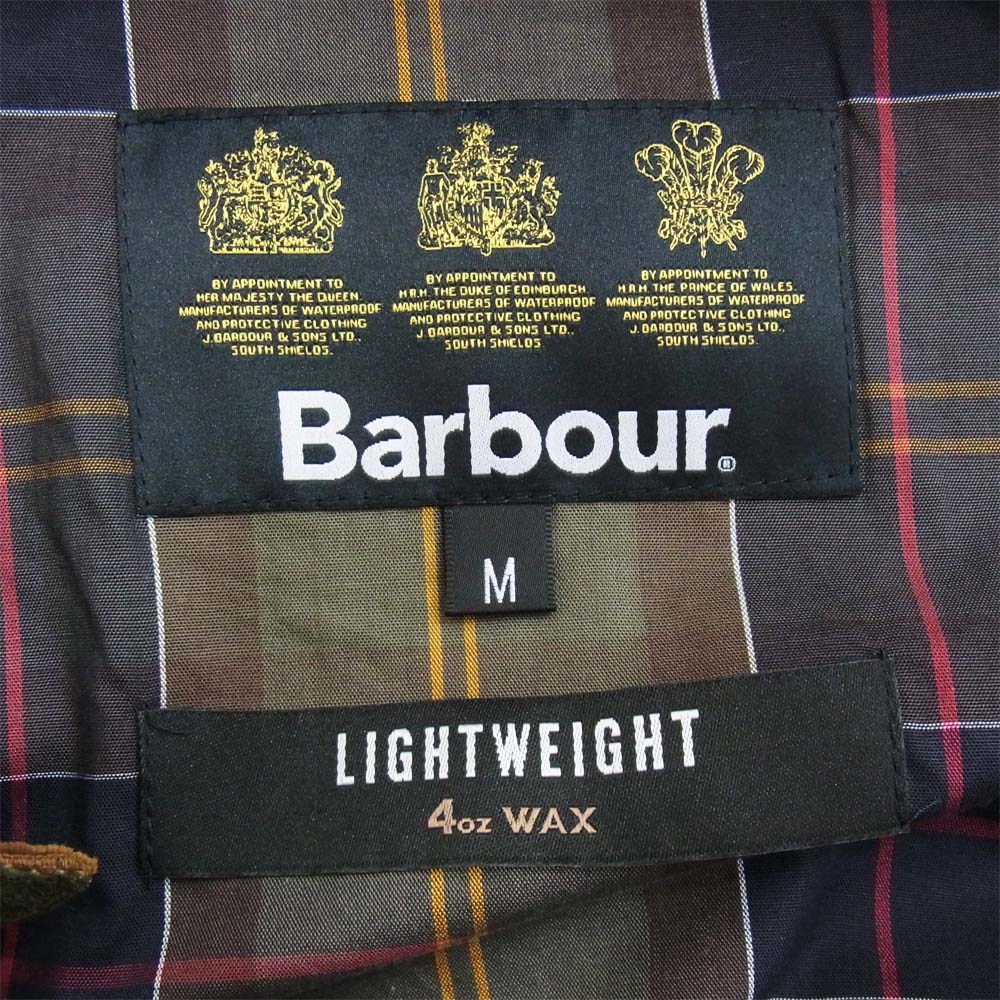 BY APPOINTMENT TO
HER MAJESTY THE QUEEN.
MANUFACTURERS OF WATERPROOF
AND PROTECTIVE CLOTHING
J. BARBOUR & SONS LTD.,
SOUTH SHIELDS.
BY APPOINTMENT TO
H.R.H. THE DUKE OF EDINBURGH.
MANUFACTURERS OF WATERPROOF
AND PROTECTIVE CLOTHING
J. BARBOUR & SONS LTD.,
SOUTH SHIELDS.
BY APPOINTMENT TO
H.R.H. THE PRINCE OF WALES.
MANUFACTURERS OF WATERPROOF
AND PROTECTIVE CLOTHING
J. BARBOUR & SONS LTD.,
SOUTH SHIELDS.
Barbour®
M
LIGHTWEIGHT
4oz WAX